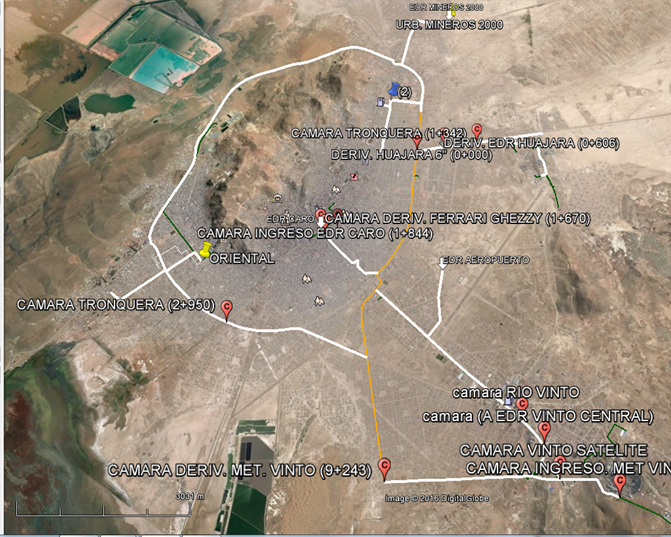 EDR MINEROS 2000
URB. MINEROS 2000
(2)
CAMARA TRONQUERA (1+342)
DERIV. EDR HUAJARA (0+606)
DERIV. HUAJARA 6" (0+000)
EDR CARO
CAMARA DERIV. FERRARI GHEZZY (1+670)
CAMARA INGRESO EDR CARO (1+844)
ORIENTAL
EDR AEROPUERTO
CAMARA TRONQUERA (2+950)
camara RIO VINTO
camara (A EDR VINTO CENTRAL)
CAMARA VINTO SATELITE
CAMARA INGRESO. MET VIN
CAMARA DERIV. MET. VINTO (9+243)
3031 m
Image © 2016 DigitalGlobe